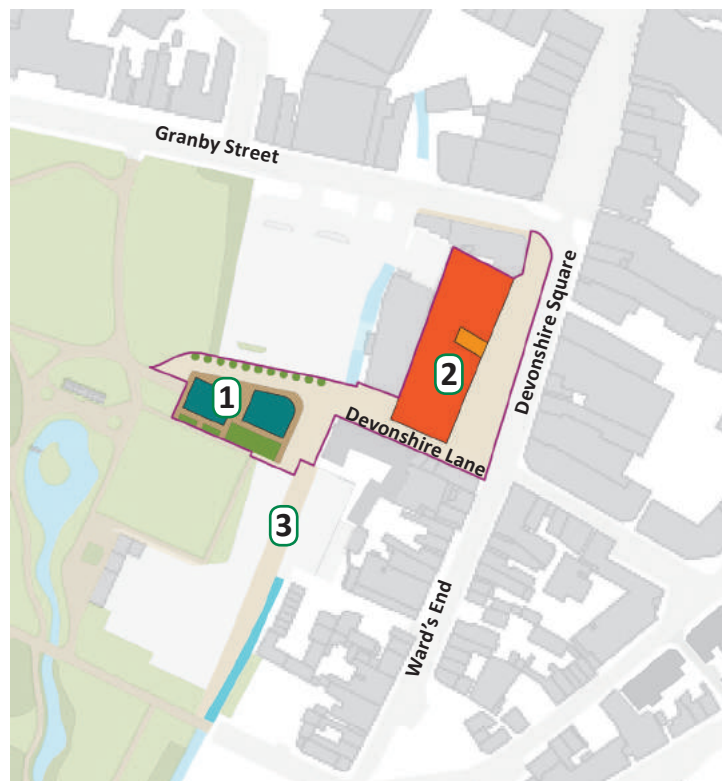 Granby Street
Devonshire Square
1
2
Devonshire Lane
3
Ward's End